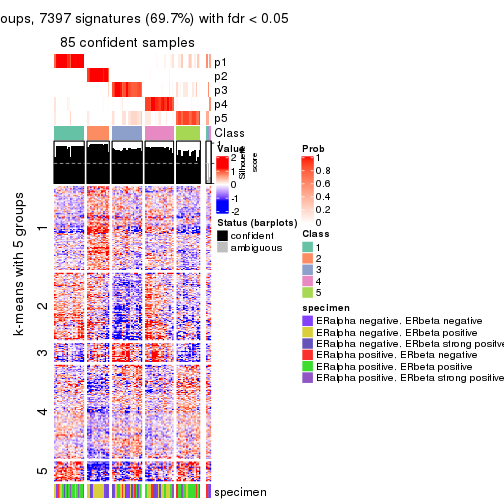 oups, 7397 signatures (69.7%) with fdr < 0.05
85 confident samples
p1
p2
p3
p4
p5
Class
1
Value
2
1
0
-1
-2
Silhouette
score
Prob
1
0.8
0.6
0.4
0.2
0
Status (barplots)
confident
ambiguous
Class
1
2
3
4
5
specimen
ERalpha negative. ERbeta negative
ERalpha negative. ERbeta positive
ERalpha negative. ERbeta strong positive
ERalpha positive. ERbeta negative
ERalpha positive. ERbeta positive
ERalpha positive. ERbeta strong positive
k-means with 5 groups
1
2
3
4
5
specimen